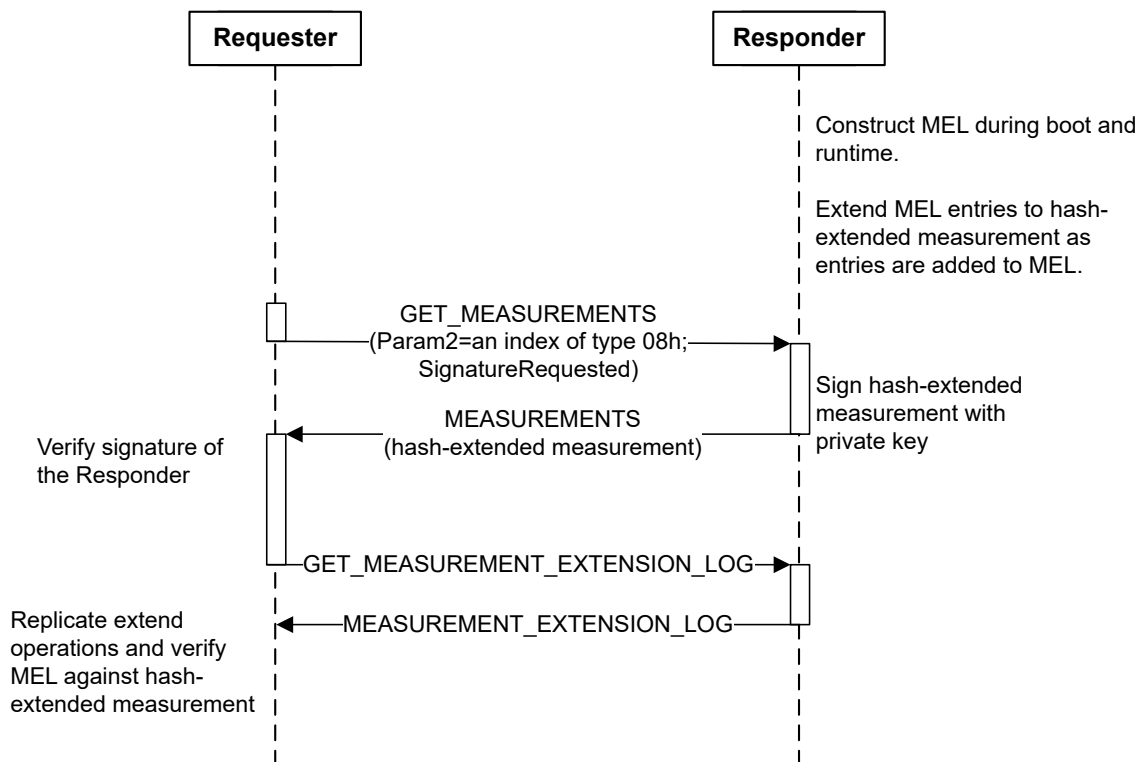 Requester
Responder
Construct MEL during boot and
runtime.
Extend MEL entries to hash-
extended measurement as
entries are added to MEL.
GET_MEASUREMENTS
(Param2=an index of type 08h;
SignatureRequested)
Sign hash-extended
measurement with
private key
MEASUREMENTS
(hash-extended measurement)
Verify signature of
the Responder
GET_MEASUREMENT_EXTENSION_LOG
MEASUREMENT_EXTENSION_LOG
Replicate extend
operations and verify
MEL against hash-
extended measurement